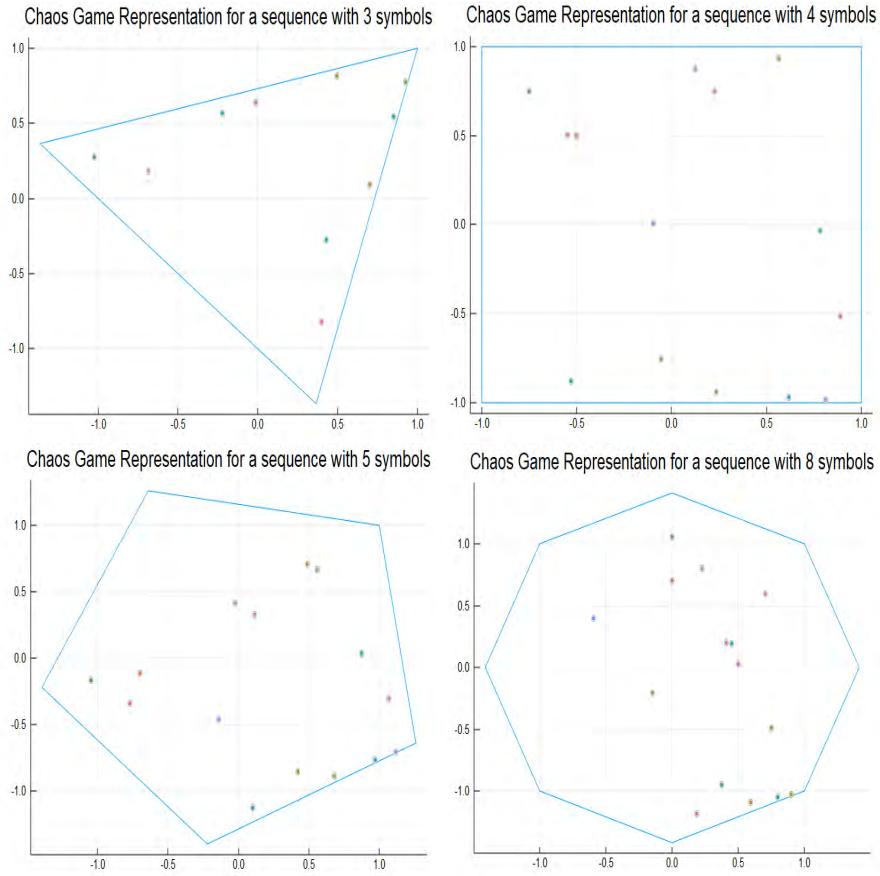 Chaos Game Representation for a sequence with 3 symbols
1.0
0.5
0.0
-0.5
-1.0
-1.0 -0.5 0.0 0.5 1.0
Chaos Game Representation for a sequence with 4 symbols
1.0
0.5
0.0
-0.5
-1.0
-1.0 -0.5 0.0 0.5 1.0
Chaos Game Representation for a sequence with 5 symbols
1.0
0.5
0.0
-0.5
-1.0
-1.0 -0.5 0.0 0.5 1.0
Chaos Game Representation for a sequence with 8 symbols
1.0
0.5
0.0
-0.5
-1.0
-1.0 -0.5 0.0 0.5 1.0